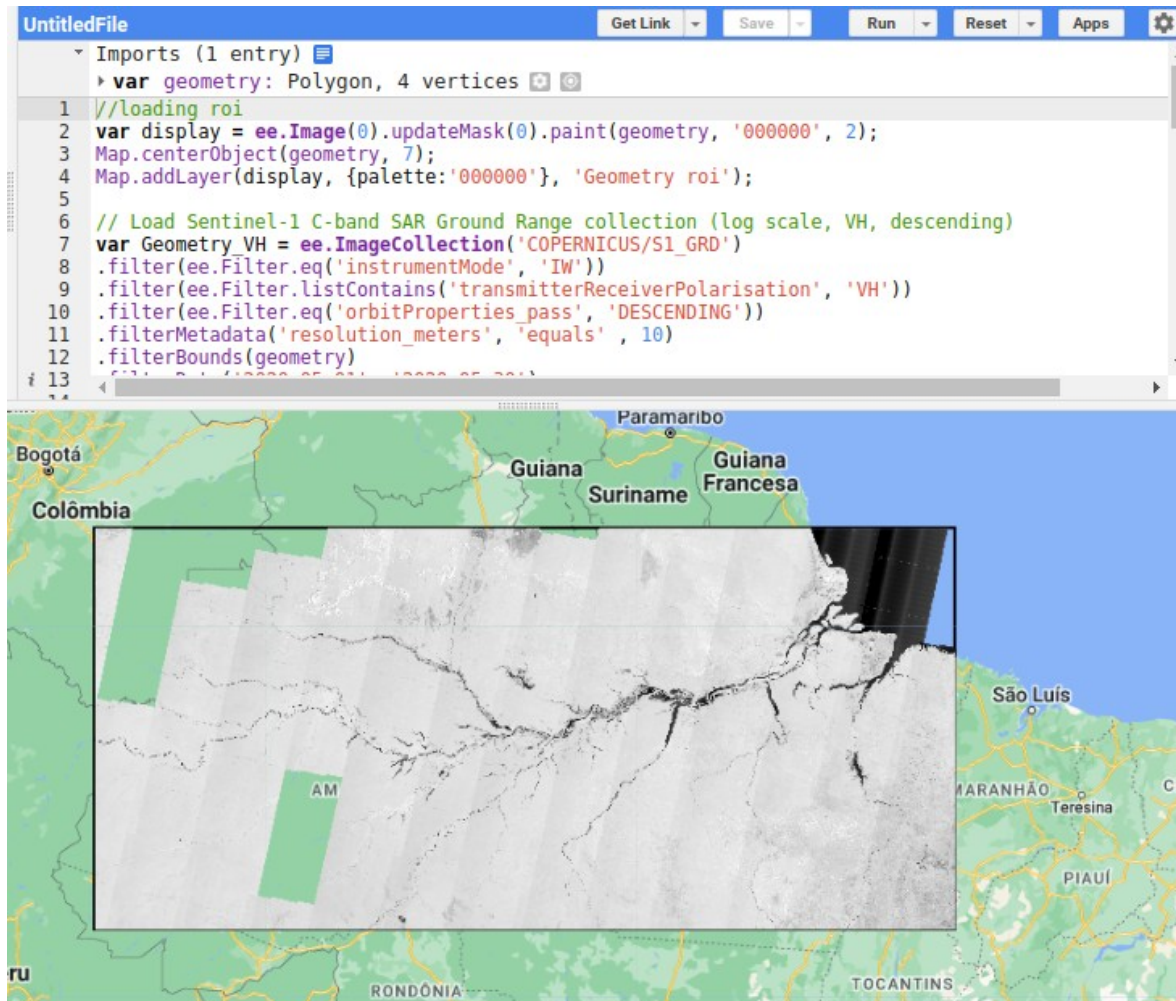 UntitledFile Get Link Save Run Reset Apps
Imports (1 entry)
var geometry: Polygon, 4 vertices
1 //loading roi
2 var display = ee.Image(0).updateMask(0).paint(geometry, '000000', 2);
3 Map.centerObject(geometry, 7);
4 Map.addLayer(display, {palette:'000000'}, 'Geometry roi');
5
6 // Load Sentinel-1 C-band SAR Ground Range collection (log scale, VH, descending)
7 var Geometry_VH = ee.ImageCollection('COPERNICUS/S1_GRD')
8 .filter(ee.Filter.eq('instrumentMode', 'IW'))
9 .filter(ee.Filter.listContains('transmitterReceiverPolarisation', 'VH'))
10 .filter(ee.Filter.eq('orbitProperties_pass', 'DESCENDING'))
11 .filterMetadata('resolution_meters', 'equals' , 10)
12 .filterBounds(geometry)
i 13
Paramaribo
Bogotá
Guiana
Guiana
Francesa
Suriname
Colômbia
São Luís
AM
MARANHÃO
Teresina
PIAUÍ
ru
RONDÔNIA
TOCANTINS